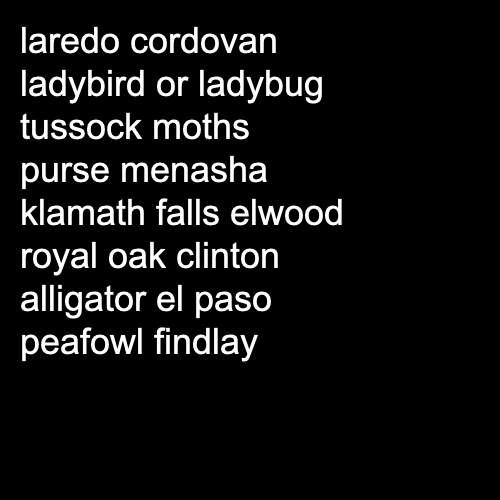 laredo cordovan
ladybird or ladybug
tussock moths
purse menasha
klamath falls elwood
royal oak clinton
alligator el paso
peafowl findlay